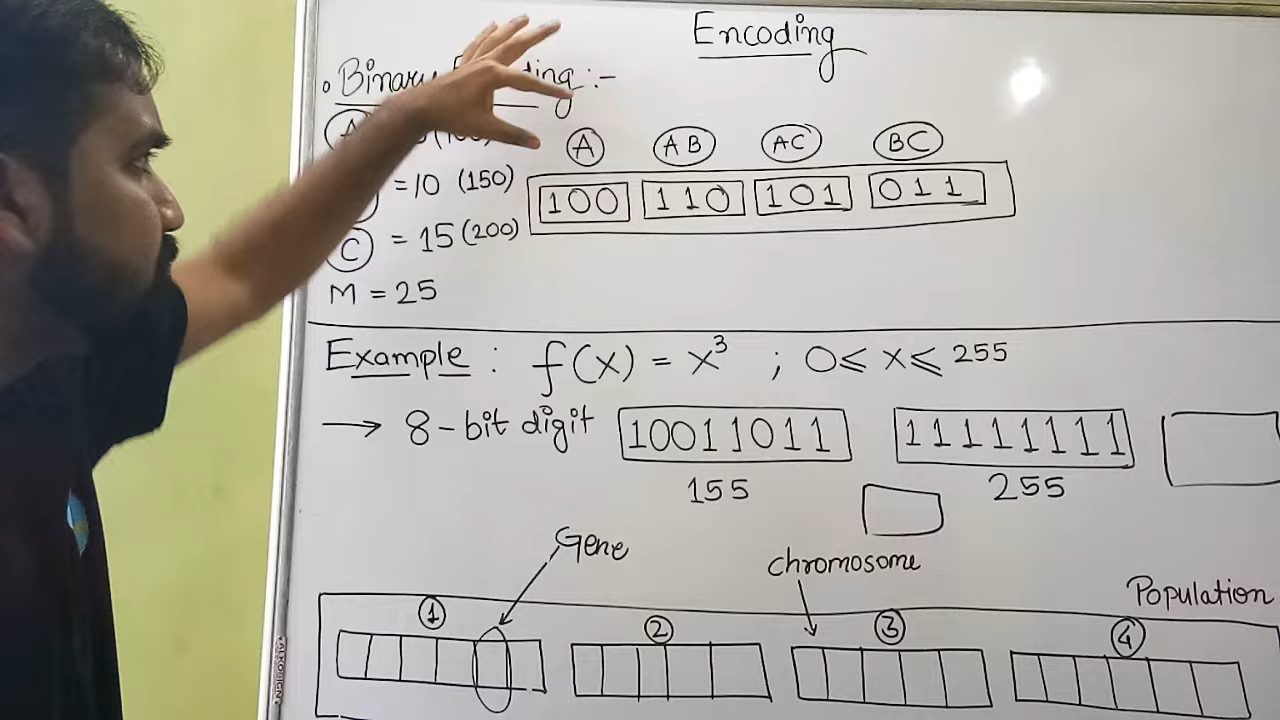 Encoding
Binary :-
A
= 10 (150)
C = 15 (200)
M = 25
A AB AC BC
100 110 101 011
Example : f(x) = x³ ; 0 ≤ x ≤ 255
→ 8-bit digit 10011011 11111111
155 255
Gene
chromosome
Population
1 2 3 4